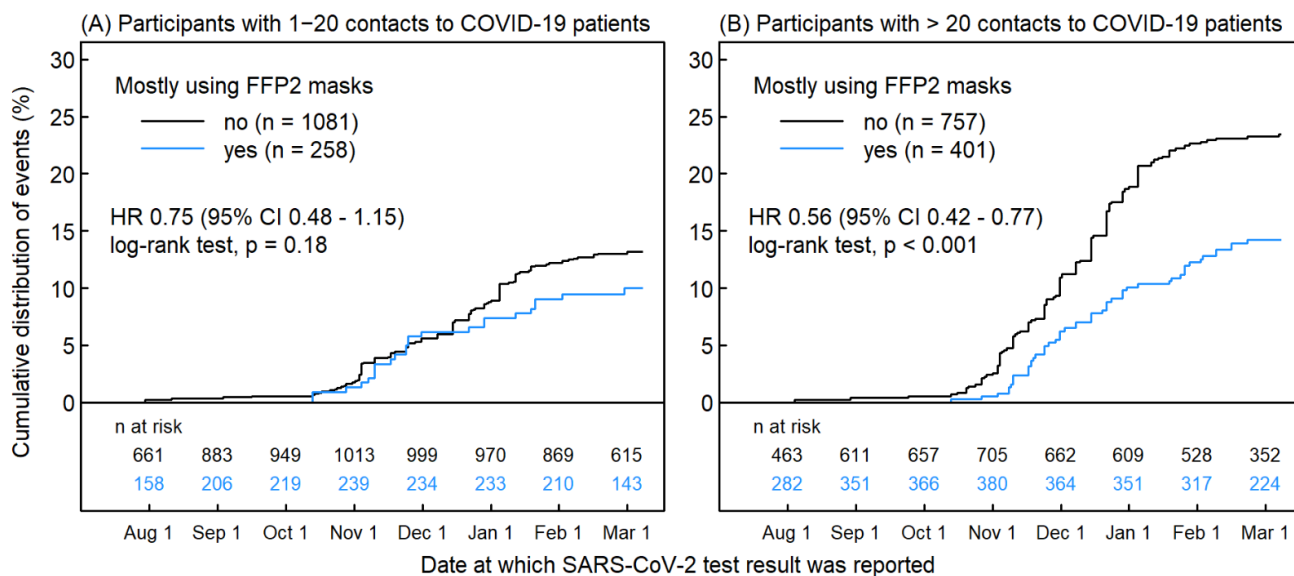 (A) Participants with 1−20 contacts to COVID-19 patients
30
25
20
15
10
5
0
Cumulative distribution of events (%)
Mostly using FFP2 masks
no (n = 1081)
yes (n = 258)
HR 0.75 (95% CI 0.48 - 1.15)
log-rank test, p = 0.18
n at risk
661 883 949 1013 999 970 869 615
158 206 219 239 234 233 210 143
Aug 1 Sep 1 Oct 1 Nov 1 Dec 1 Jan 1 Feb 1 Mar 1
(B) Participants with > 20 contacts to COVID-19 patients
30
25
20
15
10
5
0
Mostly using FFP2 masks
no (n = 757)
yes (n = 401)
HR 0.56 (95% CI 0.42 - 0.77)
log-rank test, p < 0.001
n at risk
463 611 657 705 662 609 528 352
282 351 366 380 364 351 317 224
Aug 1 Sep 1 Oct 1 Nov 1 Dec 1 Jan 1 Feb 1 Mar 1
Date at which SARS-CoV-2 test result was reported